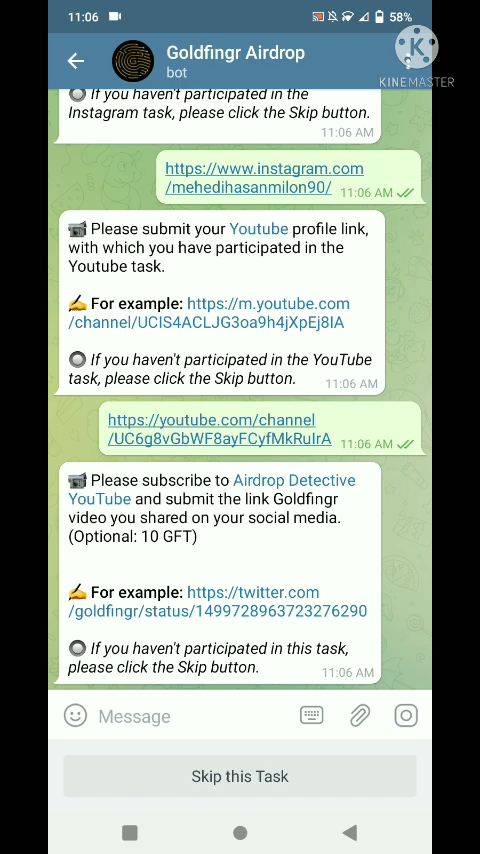 11:06
58%
Goldfingr Airdrop
bot
K
KINEMASTER
If you haven't participated in the
Instagram task, please click the Skip button.
11:06 AM
https://www.instagram.com
/mehedihasanmilon90/ 11:06 AM
Please submit your Youtube profile link,
with which you have participated in the
Youtube task.
For example: https://m.youtube.com
/channel/UCIS4ACLJG3oa9h4jXpEj8IA
If you haven't participated in the YouTube
task, please click the Skip button. 11:06 AM
https://youtube.com/channel
/UC6g8vGbWF8ayFCyfMkRuIrA 11:06 AM
Please subscribe to Airdrop Detective
YouTube and submit the link Goldfingr
video you shared on your social media.
(Optional: 10 GFT)
For example: https://twitter.com
/goldfingr/status/1499728963723276290
If you haven't participated in this task,
please click the Skip button. 11:06 AM
Message
Skip this Task